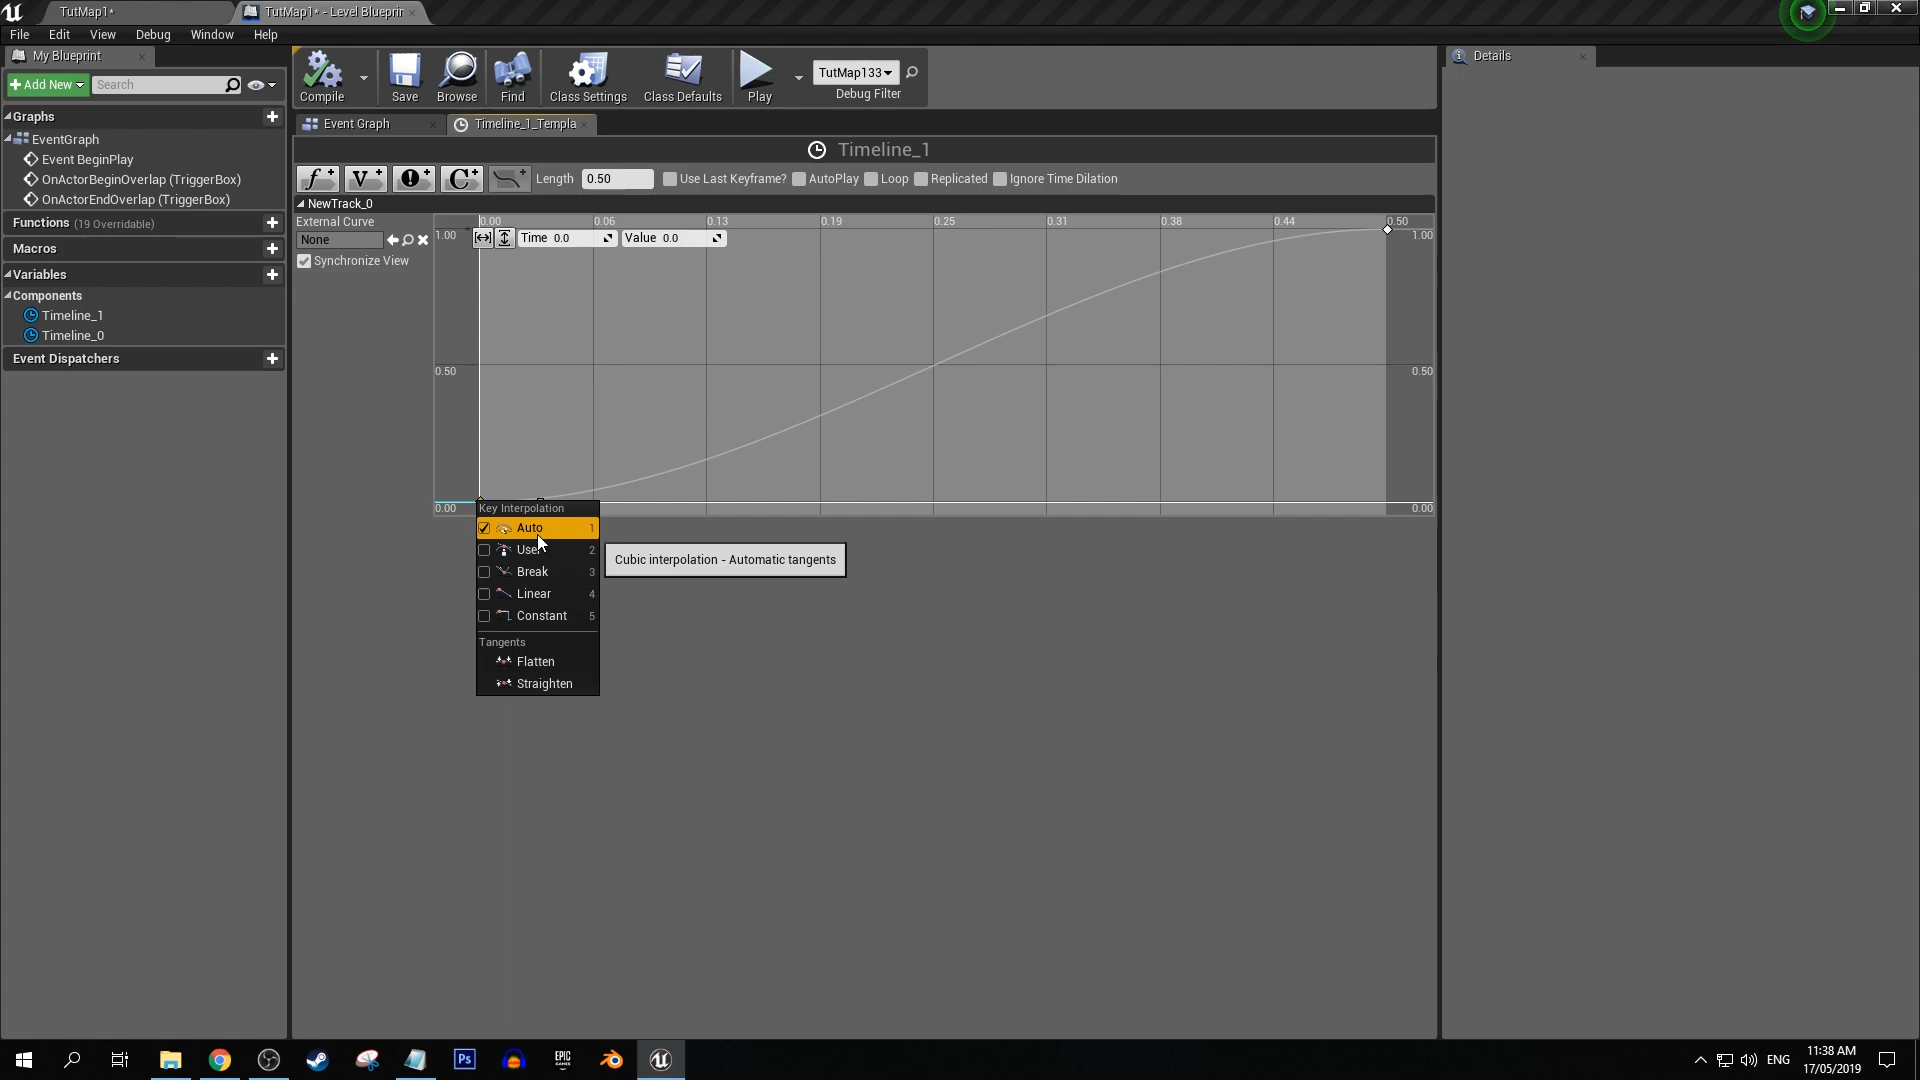 TutMap1*
TutMap1* - Level Blueprin
File Edit View Debug Window Help
My Blueprint
Add New Search
Graphs
EventGraph
Event BeginPlay
OnActorBeginOverlap (TriggerBox)
OnActorEndOverlap (TriggerBox)
Functions (19 Overridable)
Macros
Variables
Components
Timeline_1
Timeline_0
Event Dispatchers
Compile Save Browse Find Class Settings Class Defaults Play
TutMap133
Debug Filter
Event Graph Timeline_1_Templa
Timeline_1
f+ V+ !+ C+ Length 0.50 Use Last Keyframe? AutoPlay Loop Replicated Ignore Time Dilation
NewTrack_0
External Curve
None
Synchronize View
0.00 0.06 0.13 0.19 0.25 0.31 0.38 0.44 0.50
1.00 Time 0.0 Value 0.0 1.00
0.50 0.50
0.00 0.00
Key Interpolation
Auto 1
User 2
Break 3
Linear 4
Constant 5
Tangents
Flatten
Straighten
Cubic interpolation - Automatic tangents
Details
Ps
EPIC
GAMES
ENG
11:38 AM
17/05/2019